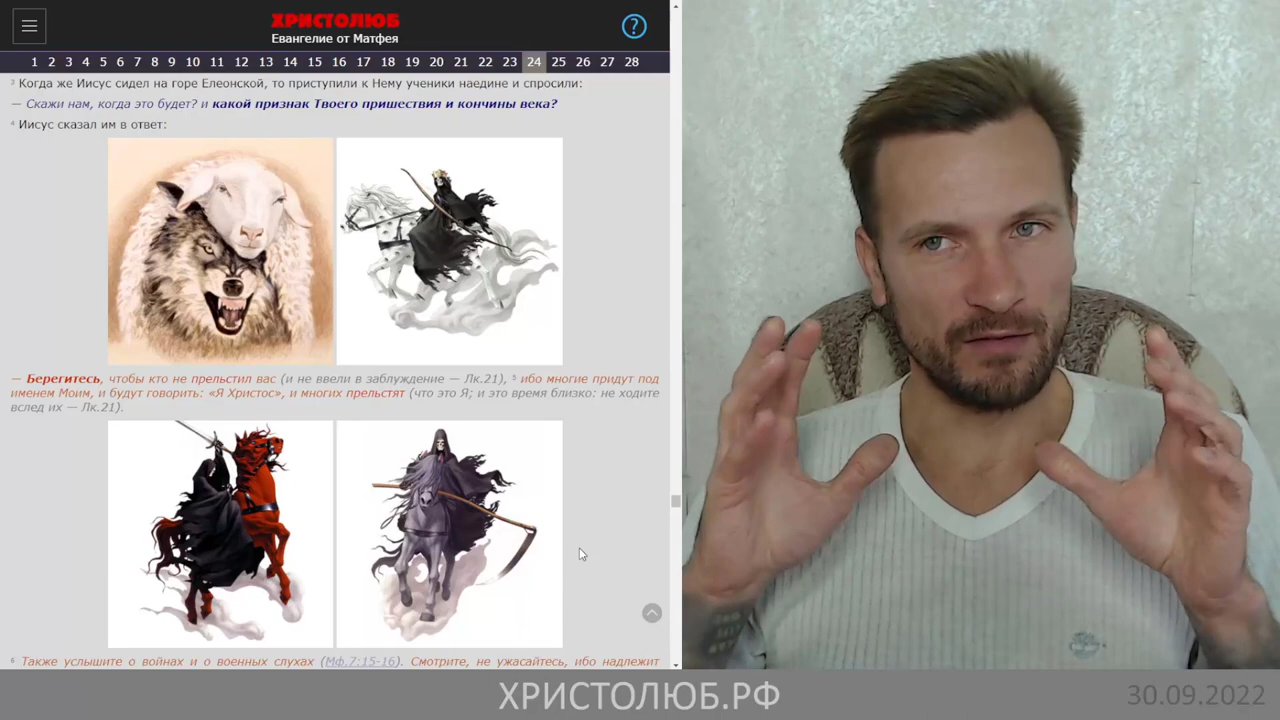 ХРИСТОЛЮБ
Евангелие от Матфея
1 2 3 4 5 6 7 8 9 10 11 12 13 14 15 16 17 18 19 20 21 22 23 24 25 26 27 28
³ Когда же Иисус сидел на горе Елеонской, то приступили к Нему ученики наедине и спросили:
— Скажи нам, когда это будет? и какой признак Твоего пришествия и кончины века?
⁴ Иисус сказал им в ответ:
— Берегитесь, чтобы кто не прельстил вас (и не ввели в заблуждение — Лк.21), ⁵ ибо многие придут под
именем Моим, и будут говорить: «Я Христос», и многих прельстят (что это Я; и это время близко: не ходите
вслед их — Лк.21).
⁶ Также услышите о войнах и о военных слухах (Мф.7:15-16). Смотрите, не ужасайтесь, ибо надлежит
ХРИСТОЛЮБ.РФ
30.09.2022